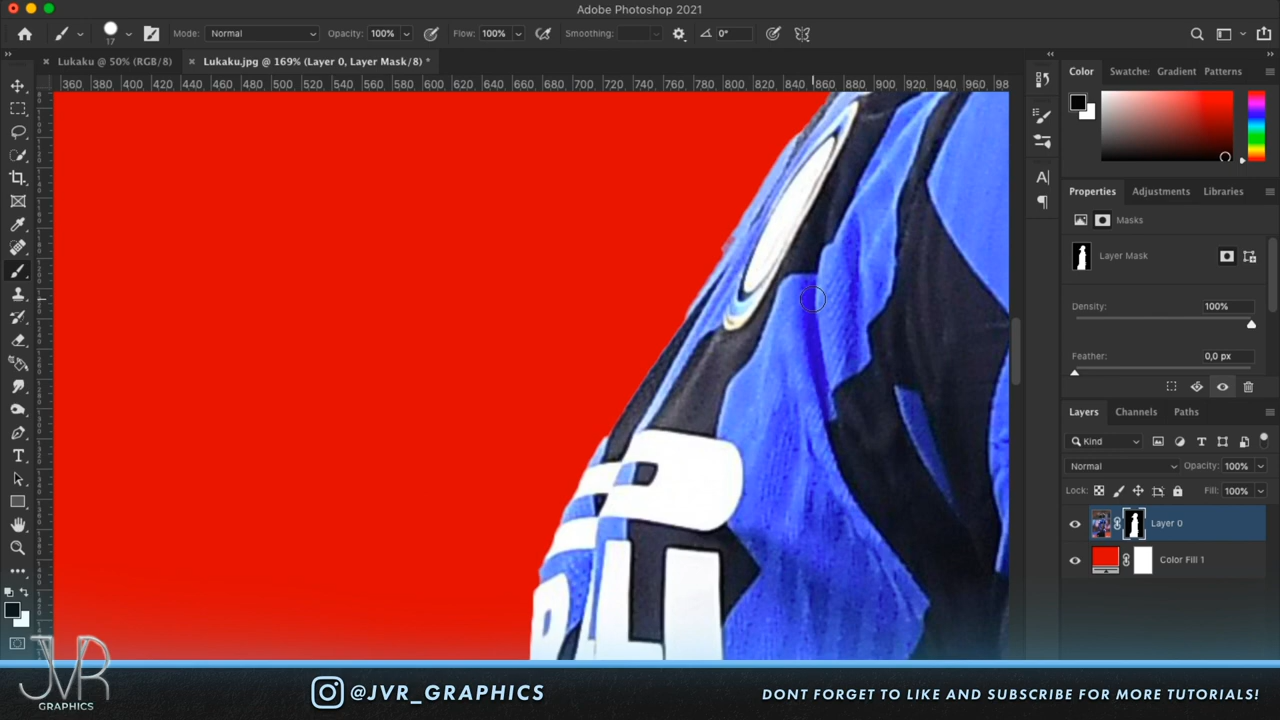 Adobe Photoshop 2021
17
Mode: Normal
Opacity: 100%
Flow: 100%
Smoothing:
0°
Lukaku @ 50% (RGB/8)
Lukaku.jpg @ 169% (Layer 0, Layer Mask/8) *
360 380 400 420 440 460 480 500 520 540 560 580 600 620 640 660 680 700 720 740 760 780 800 820 840 860 880 900 920 940 960 98
Color
Swatche:
Gradient
Patterns
Properties
Adjustments
Libraries
Masks
Layer Mask
Density: 100%
Feather: 0,0 px
Layers
Channels
Paths
Kind
Normal
Opacity: 100%
Lock:
Fill: 100%
Layer 0
Color Fill 1
JVR
GRAPHICS
@JVR_GRAPHICS
DONT FORGET TO LIKE AND SUBSCRIBE FOR MORE TUTORIALS!